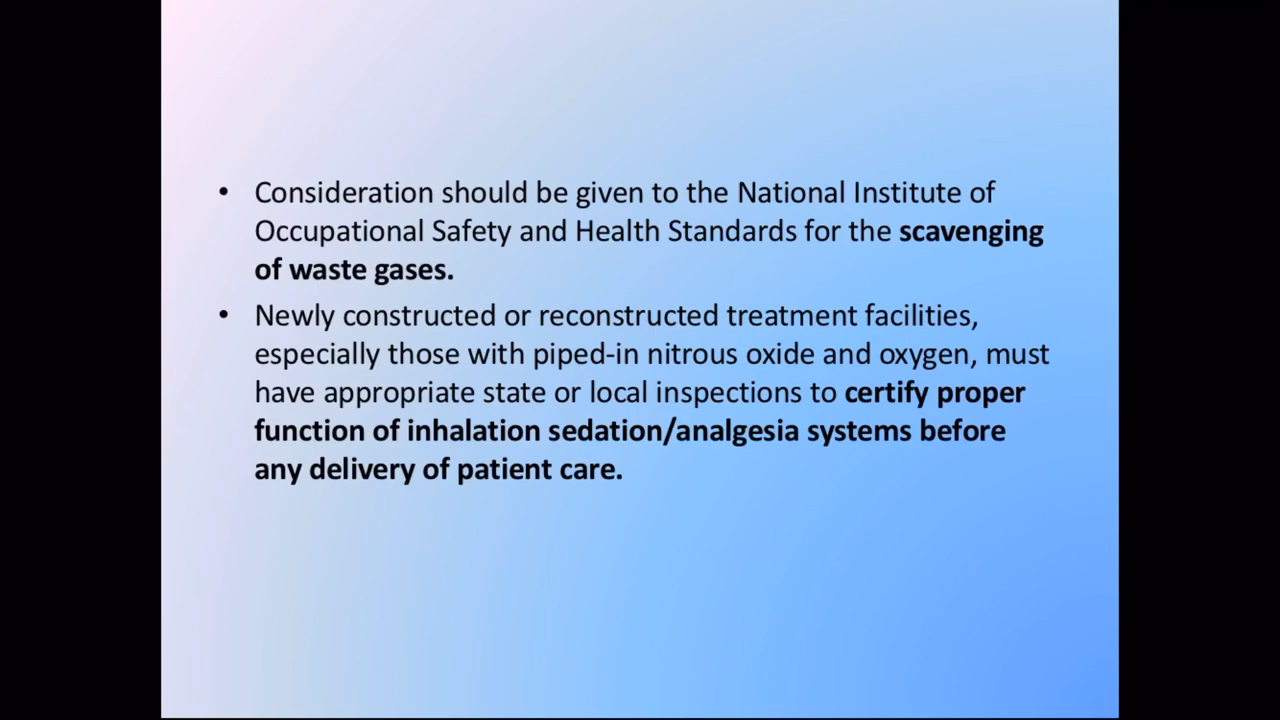 • Consideration should be given to the National Institute of
Occupational Safety and Health Standards for the scavenging
of waste gases.
• Newly constructed or reconstructed treatment facilities,
especially those with piped-in nitrous oxide and oxygen, must
have appropriate state or local inspections to certify proper
function of inhalation sedation/analgesia systems before
any delivery of patient care.